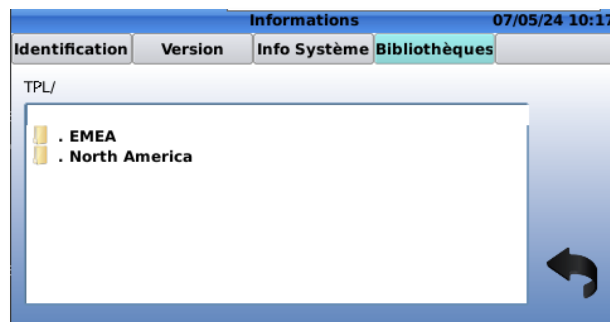 Informations 07/05/24 10:17
Identification Version Info Système Bibliothèques
TPL/
. EMEA
. North America